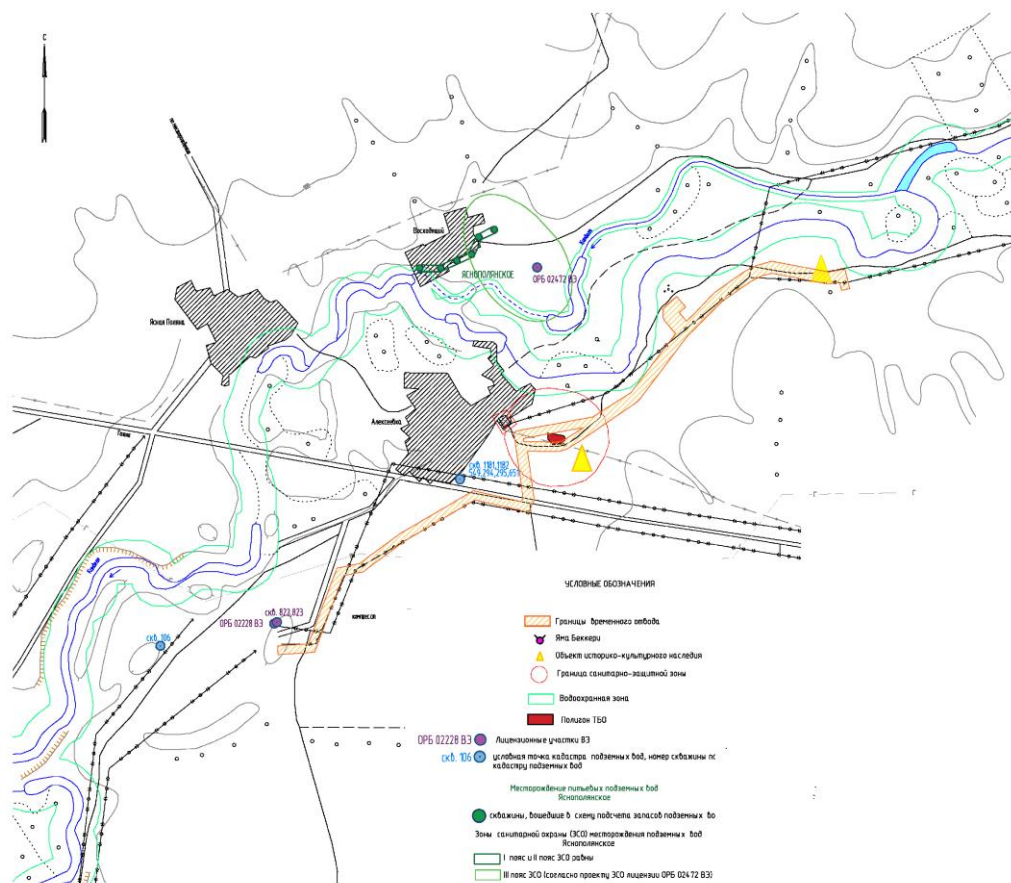 С
Восходящий
ЯСНОПОЛЯНСКОЕ
ОРБ 02472 ВЗ
Ясная Поляна
Алексеевка
скв. 1181,1182
скв. 822,823
ОРБ 02228 ВЗ
скв. 106
УСЛОВНЫЕ ОБОЗНАЧЕНИЯ
Границы временного отвода
Яма Беккери
Объект историко-культурного наследия
Граница санитарно-защитной зоны
Водоохранная зона
Полигон ТБО
ОРБ 02228 ВЗ Лицензионные участки ВЗ
скв. 106 условная точка кадастра подземных вод, номер скважины по
кадастру подземных вод
Месторождение питьевых подземных вод
Яснополянское
скважины, вошедшие в схему подсчета запасов подземных во
Зоны санитарной охраны (ЗСО) месторождения подземных вод
Яснополянское
I пояс и II пояс ЗСО равны
III пояс ЗСО (согласно проекту ЗСО лицензии ОРБ 02472 ВЗ)